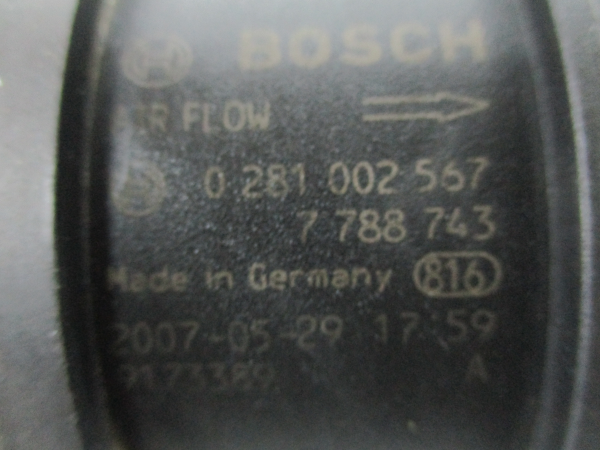 BOSCH
AIR FLOW
0 281 002 567
7 788 743
Made in Germany 816
2007-05-29 17:59
9173389 A